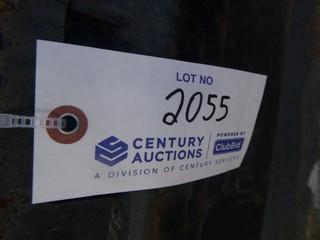 LOT NO
2055
CENTURY AUCTIONS
POWERED BY
ClubBid
A DIVISION OF CENTURY SERVICES